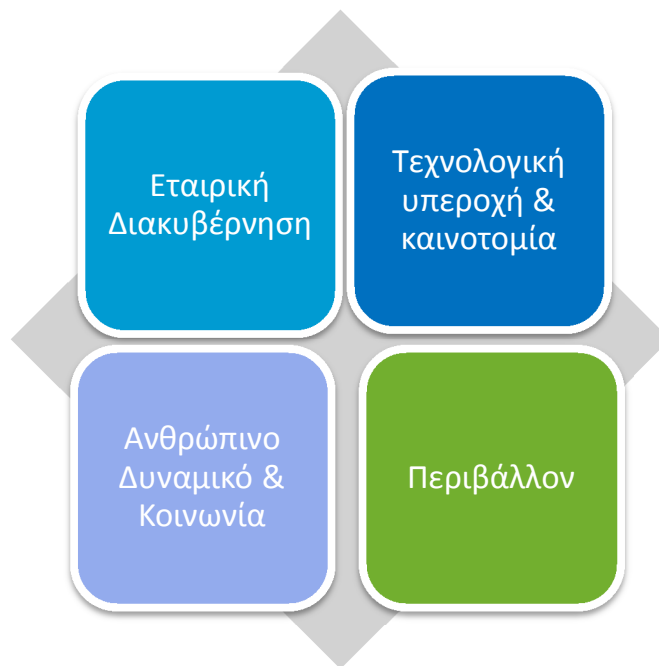 Εταιρική
Διακυβέρνηση
Τεχνολογική
υπεροχή &
καινοτομία
Ανθρώπινο
Δυναμικό &
Κοινωνία
Περιβάλλον